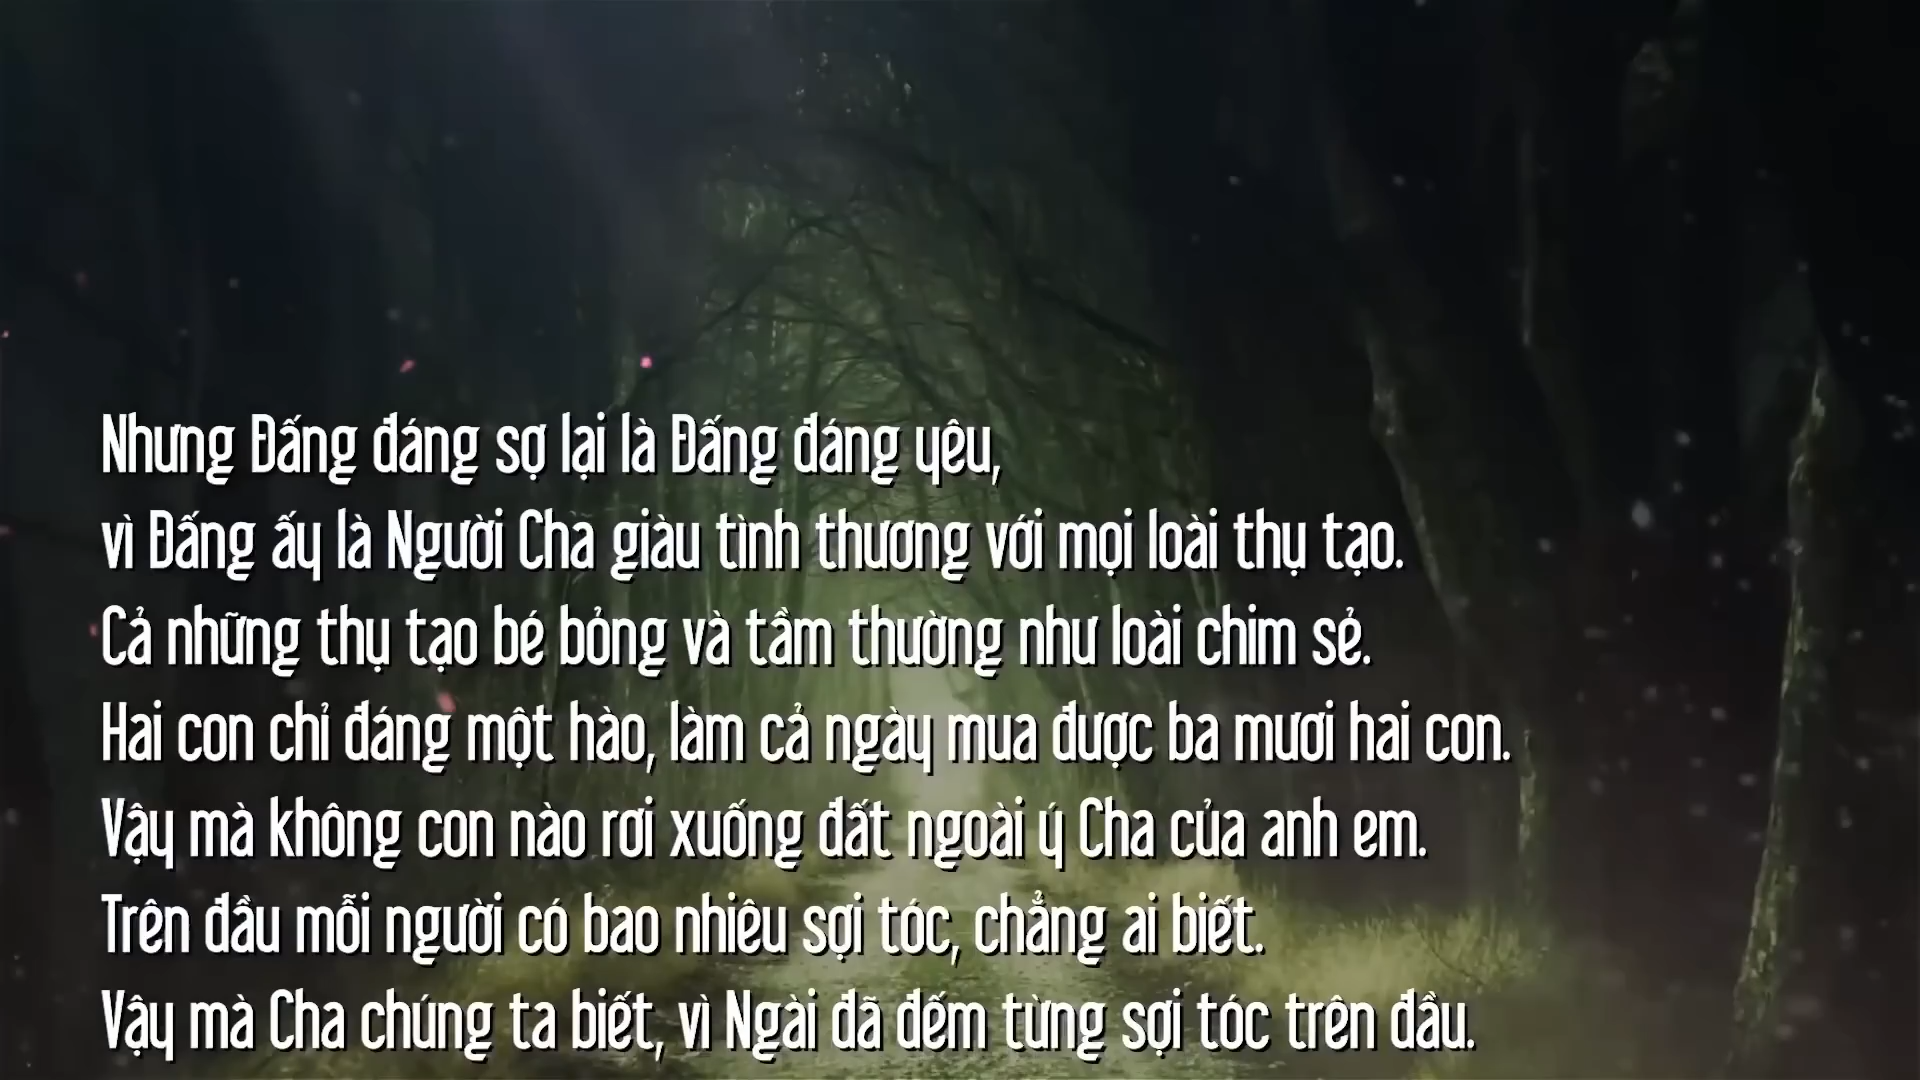 Nhưng Đấng đáng sợ lại là Đấng đáng yêu,
vì Đấng ấy là Người Cha giàu tình thương với mọi loài thụ tạo.
Cả những thụ tạo bé bỏng và tầm thường như loài chim sẻ.
Hai con chỉ đáng một hào, làm cả ngày mua được ba mươi hai con.
Vậy mà không con nào rơi xuống đất ngoài ý Cha của anh em.
Trên đầu mỗi người có bao nhiêu sợi tóc, chẳng ai biết.
Vậy mà Cha chúng ta biết, vì Ngài đã đếm từng sợi tóc trên đầu.